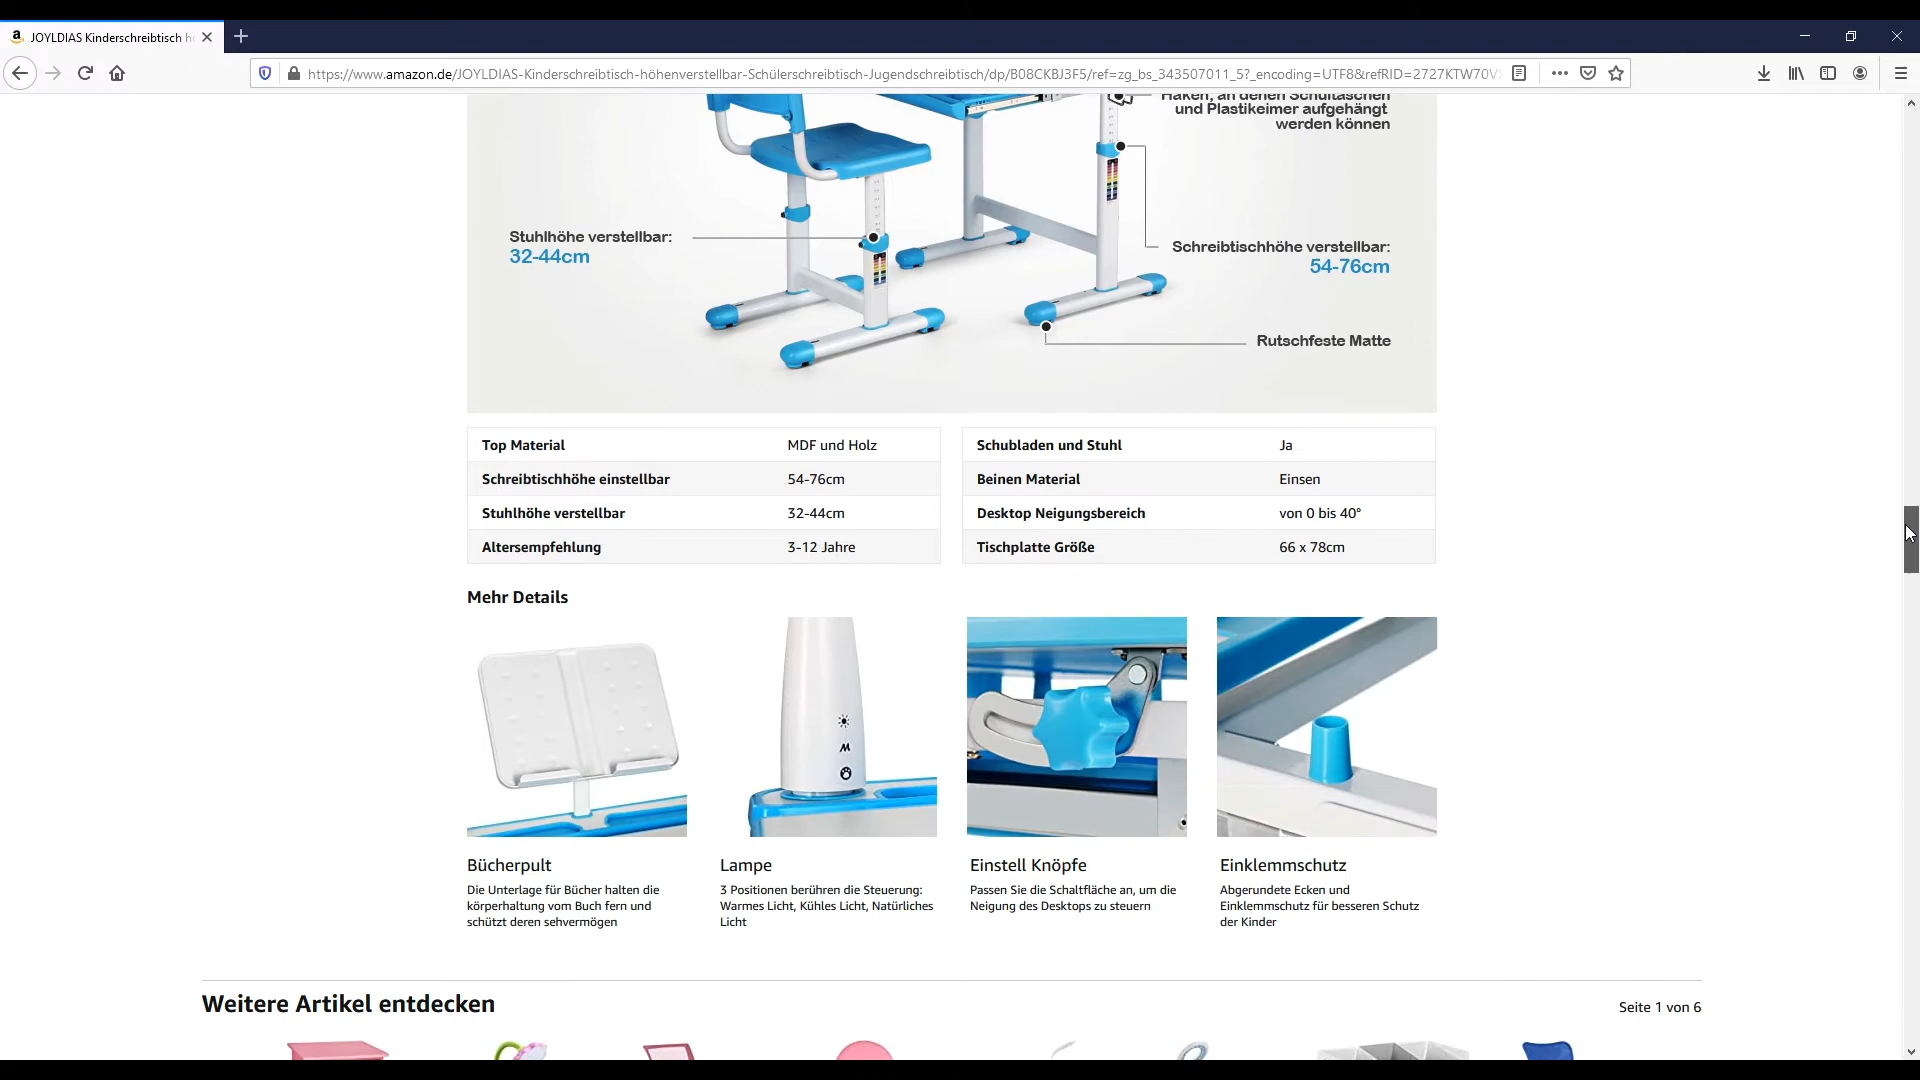 JOYLDIAS Kinderschreibtisch h
https://www.amazon.de/JOYLDIAS-Kinderschreibtisch-höhenverstellbar-Schülerschreibtisch-Jugendschreibtisch/dp/B08CKBJ3F5/ref=zg_bs_343507011_5?_encoding=UTF8&refRID=2727KTW70V
Haken, an denen Schultaschen
und Plastikeimer aufgehängt
werden können
Stuhlhöhe verstellbar:
32-44cm
Schreibtischhöhe verstellbar:
54-76cm
Rutschfeste Matte
Top Material MDF und Holz
Schreibtischhöhe einstellbar 54-76cm
Stuhlhöhe verstellbar 32-44cm
Altersempfehlung 3-12 Jahre
Schubladen und Stuhl Ja
Beinen Material Einsen
Desktop Neigungsbereich von 0 bis 40°
Tischplatte Größe 66 x 78cm
Mehr Details
Bücherpult
Die Unterlage für Bücher halten die
körperhaltung vom Buch fern und
schützt deren sehvermögen
Lampe
3 Positionen berühren die Steuerung:
Warmes Licht, Kühles Licht, Natürliches
Licht
Einstell Knöpfe
Passen Sie die Schaltfläche an, um die
Neigung des Desktops zu steuern
Einklemmschutz
Abgerundete Ecken und
Einklemmschutz für besseren Schutz
der Kinder
Weitere Artikel entdecken
Seite 1 von 6